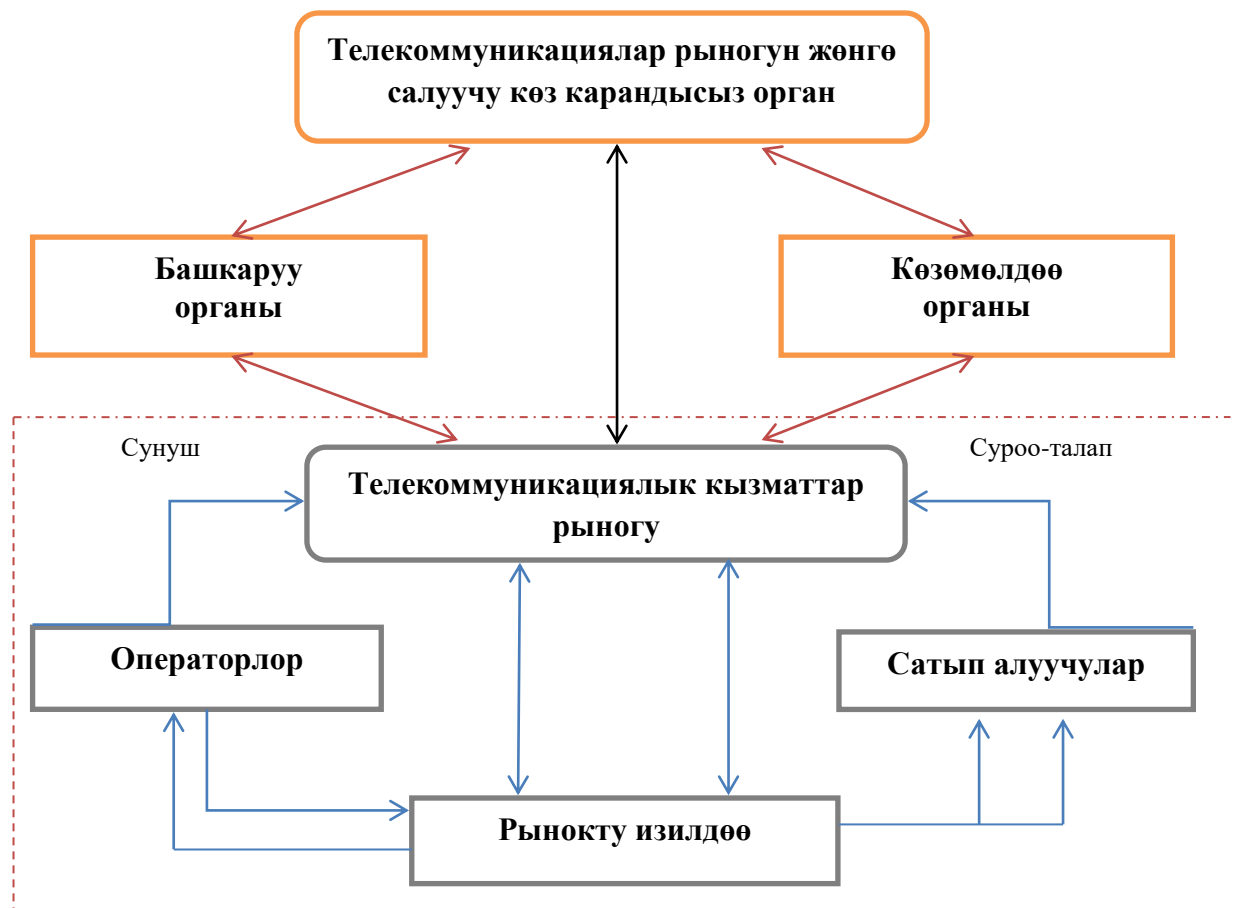 Телекоммуникациялар рыногун жөнгө
салуучу көз карандысыз орган
Башкаруу
органы
Көзөмөлдөө
органы
Сунуш
Суроо-талап
Телекоммуникациялык кызматтар
рыногу
Операторлор
Сатып алуучулар
Рынокту изилдөө